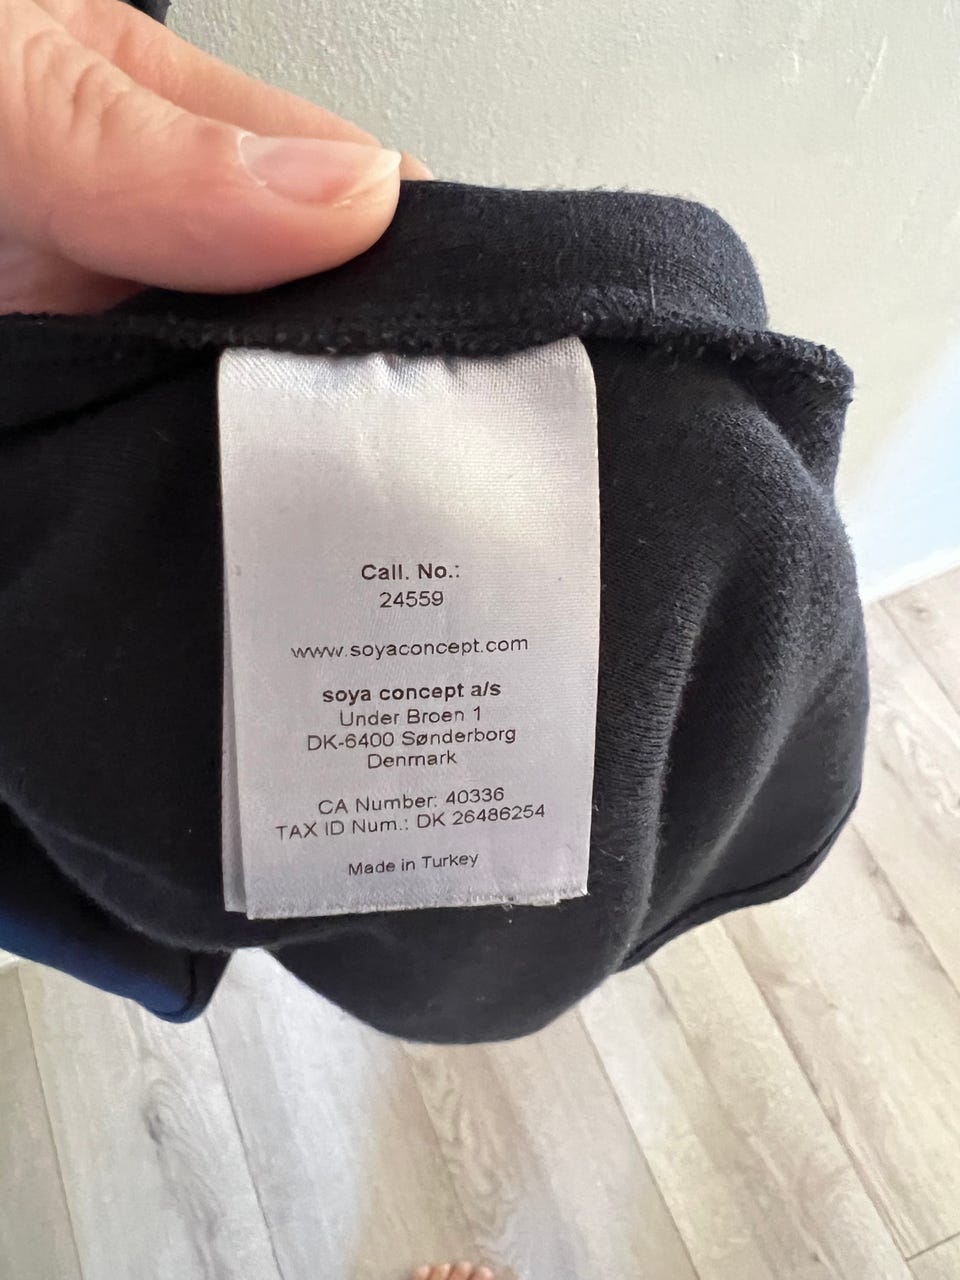 Call. No.:
24559
www.soyaconcept.com
soya concept a/s
Under Broen 1
DK-6400 Sønderborg
Denmark
CA Number: 40336
TAX ID Num.: DK 26486254
Made in Turkey